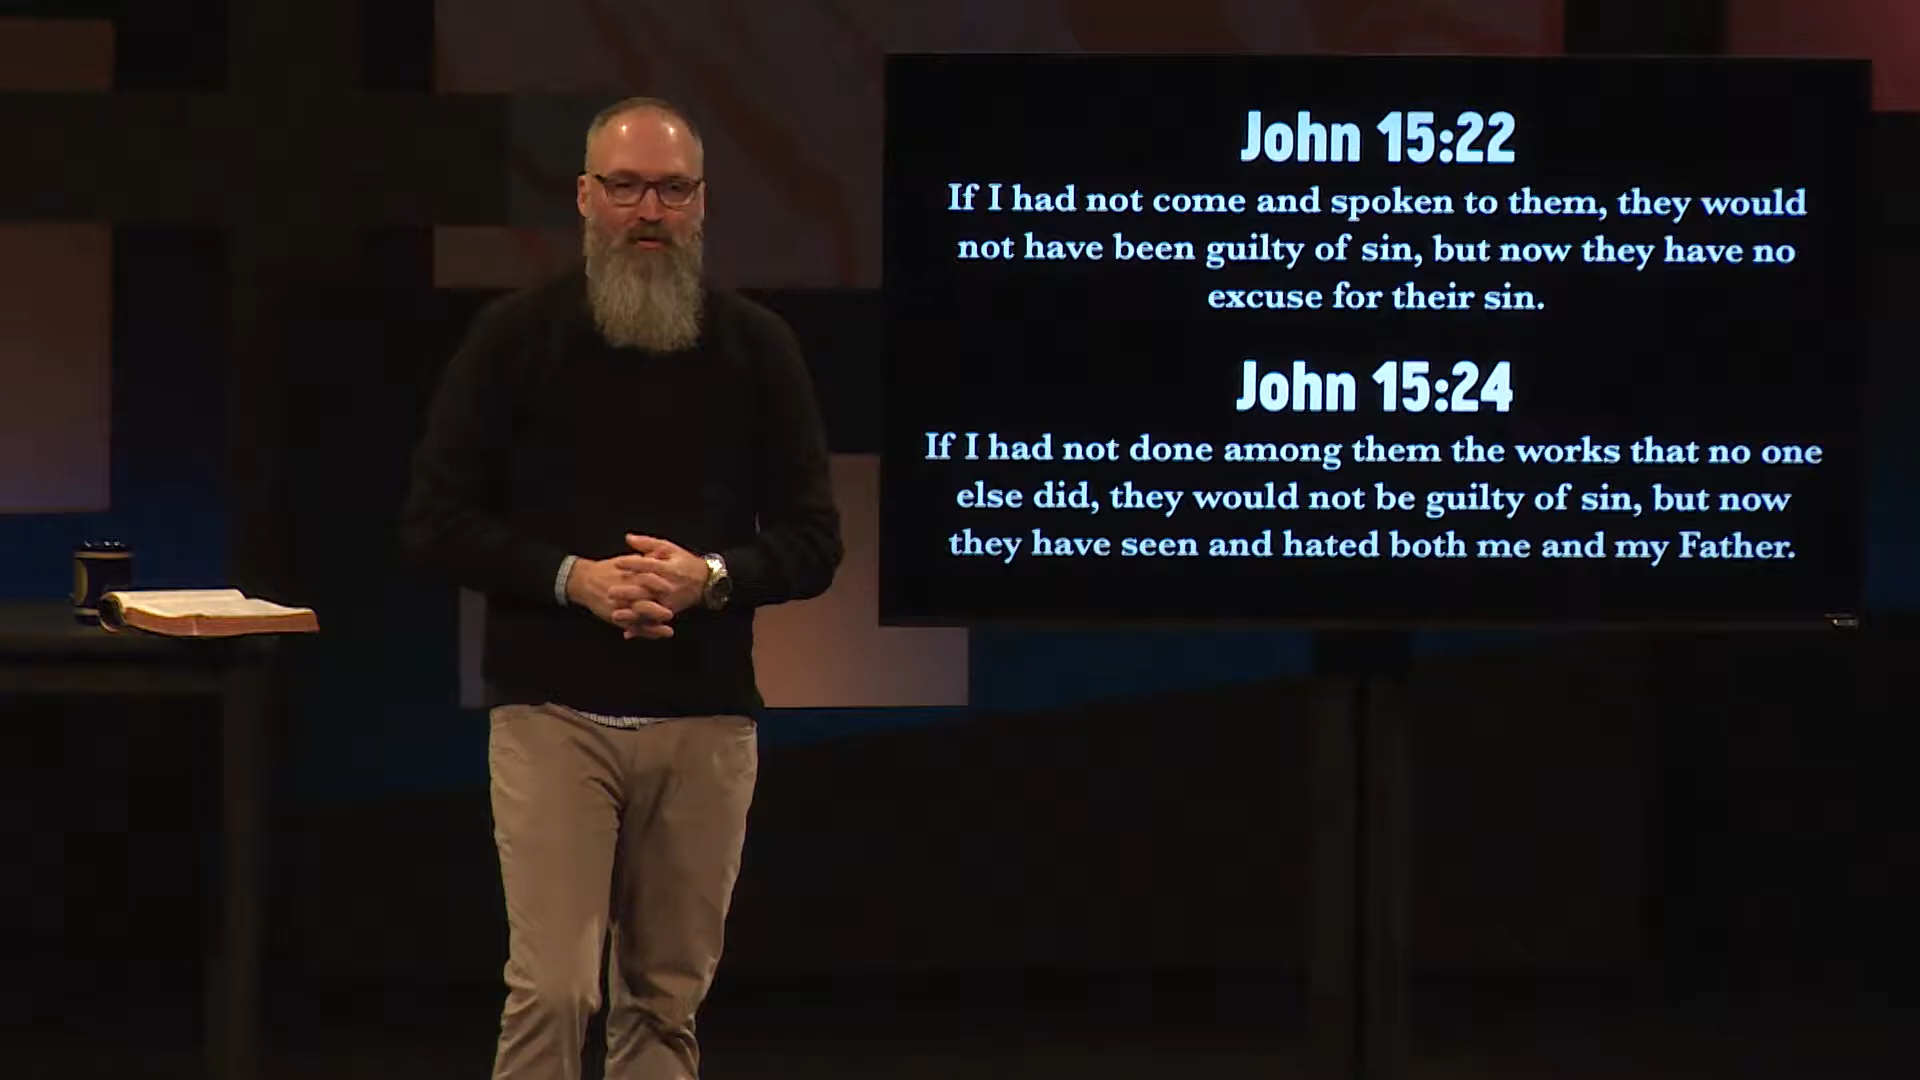 John 15:22
If I had not come and spoken to them, they would
not have been guilty of sin, but now they have no
excuse for their sin.
John 15:24
If I had not done among them the works that no one
else did, they would not be guilty of sin, but now
they have seen and hated both me and my Father.